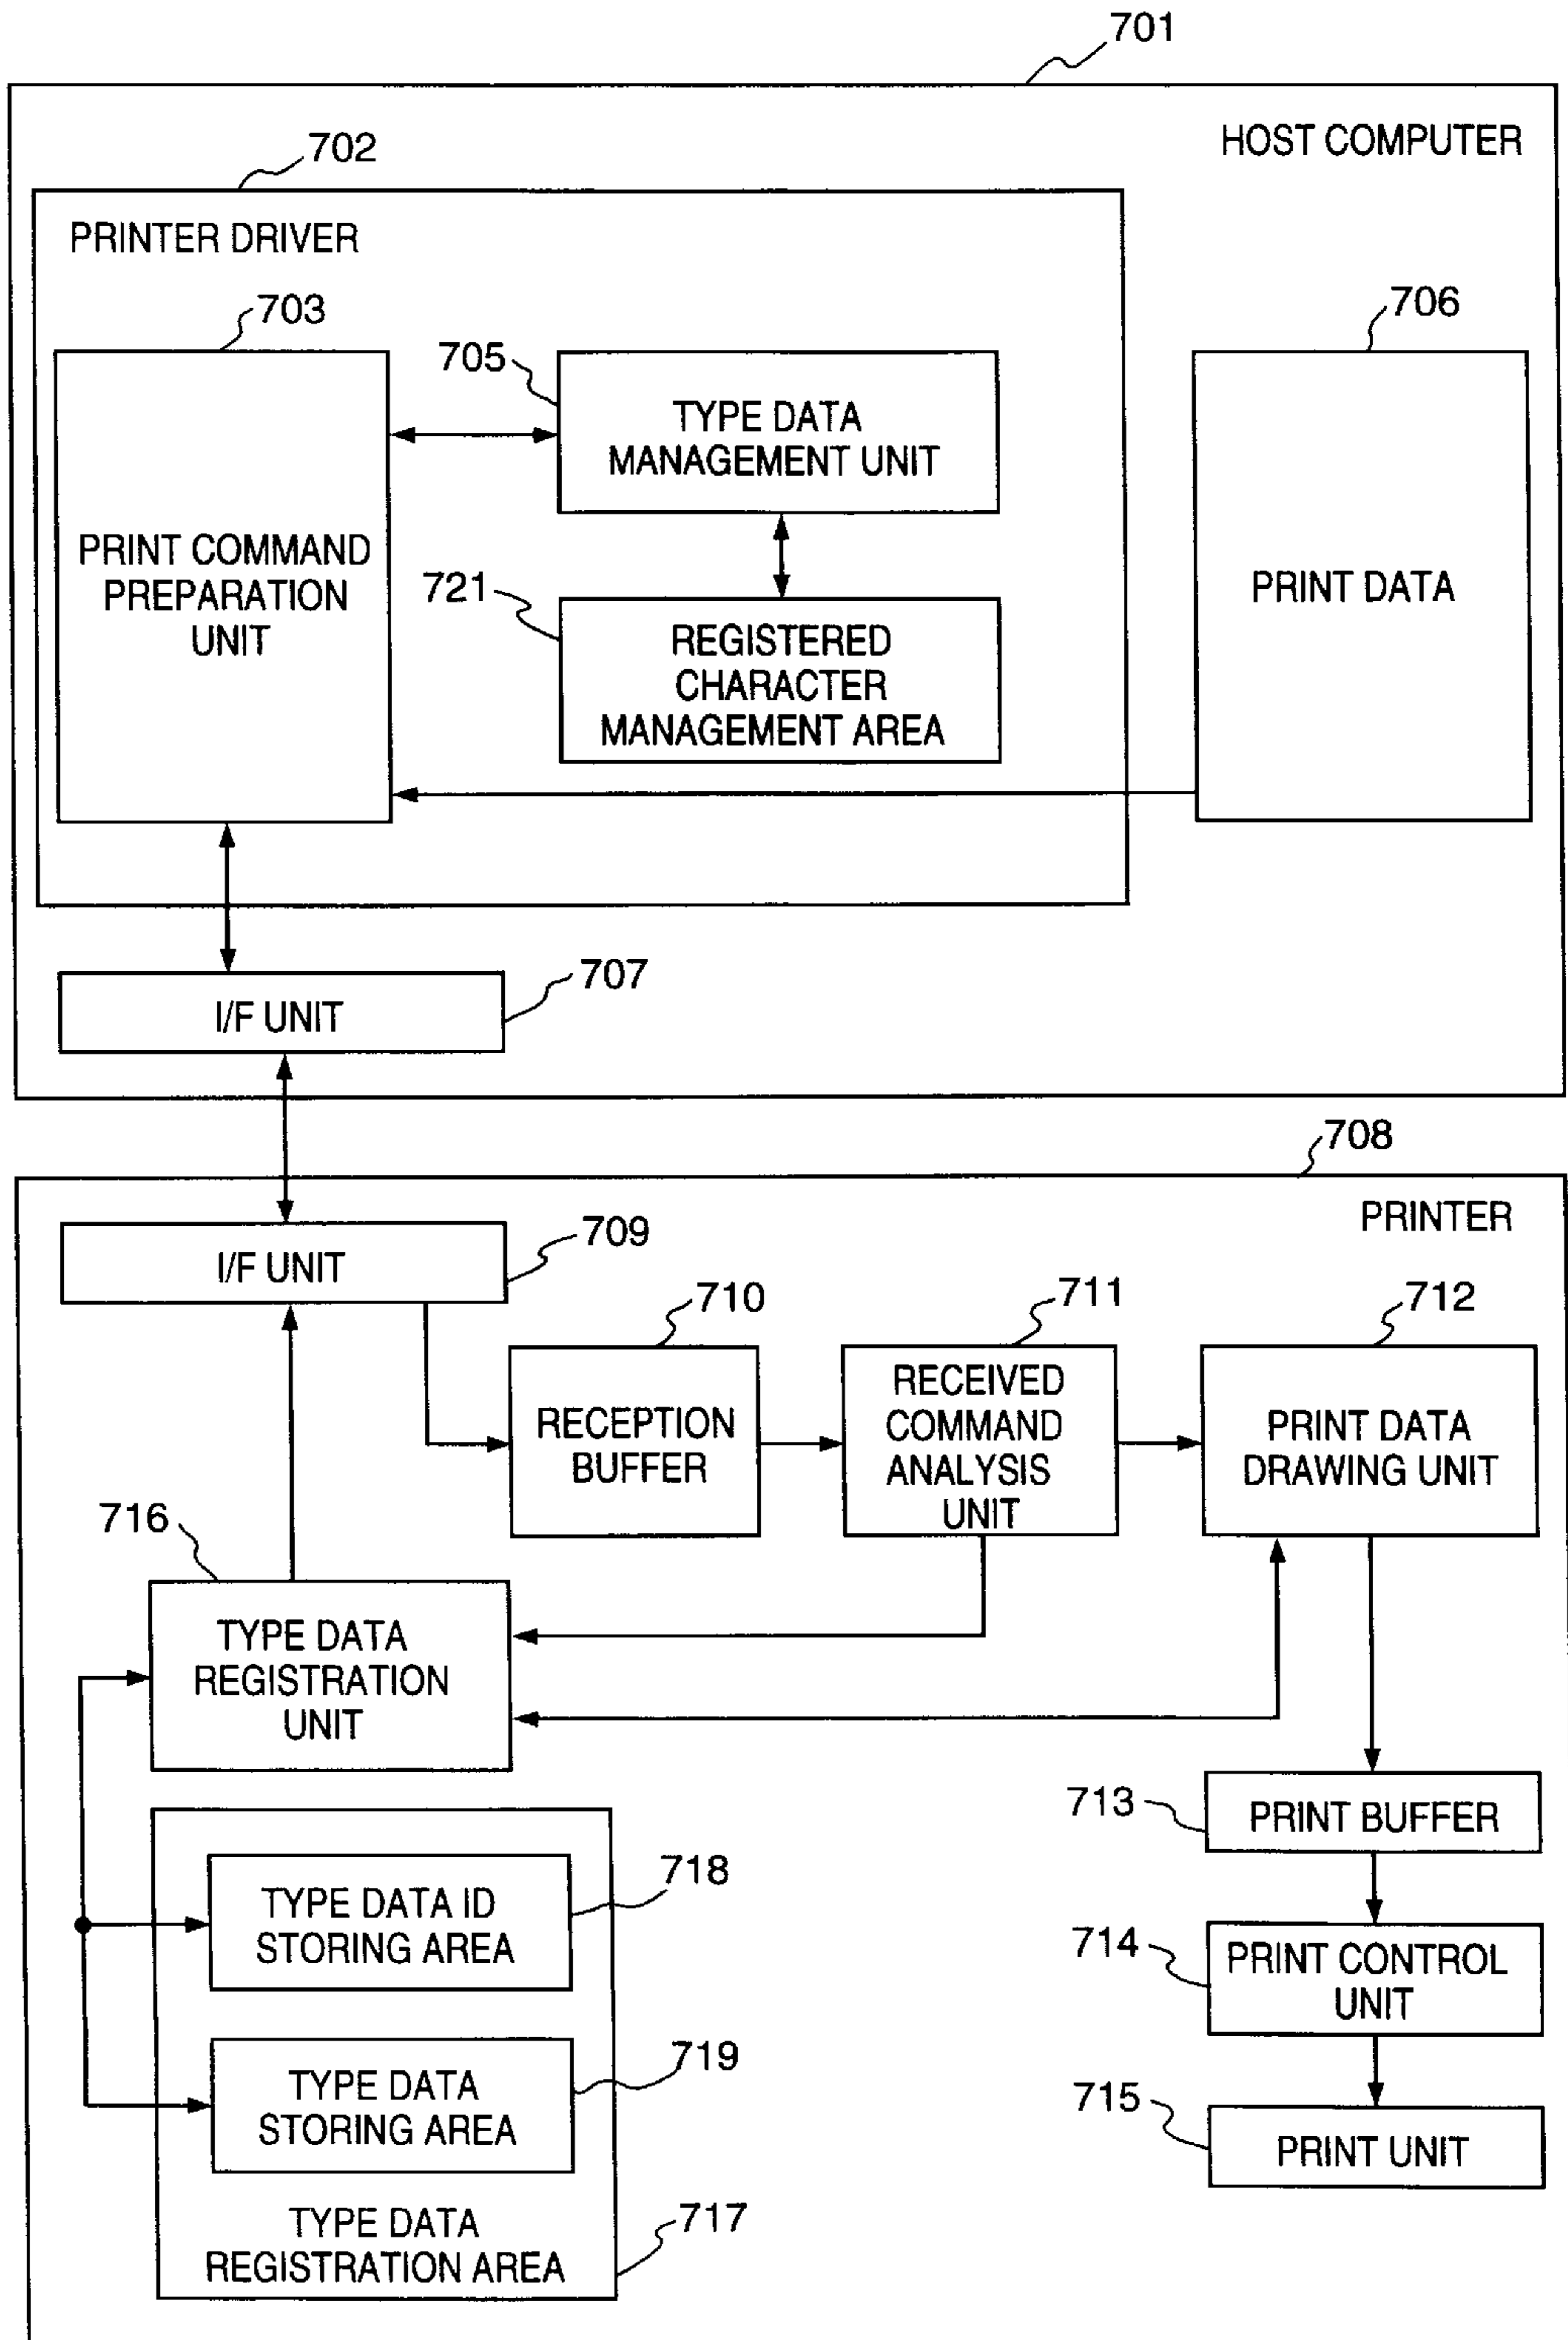 701
HOST COMPUTER
702
PRINTER DRIVER
703
706
705
TYPE DATA
MANAGEMENT UNIT
PRINT COMMAND
PREPARATION
UNIT
721
REGISTERED
CHARACTER
MANAGEMENT AREA
PRINT DATA
707
I/F UNIT
708
PRINTER
709
I/F UNIT
710
711
712
RECEPTION
BUFFER
RECEIVED
COMMAND
ANALYSIS
UNIT
PRINT DATA
DRAWING UNIT
716
TYPE DATA
REGISTRATION
UNIT
713
PRINT BUFFER
718
TYPE DATA ID
STORING AREA
714
PRINT CONTROL
UNIT
719
TYPE DATA
STORING AREA
715
PRINT UNIT
717
TYPE DATA
REGISTRATION AREA